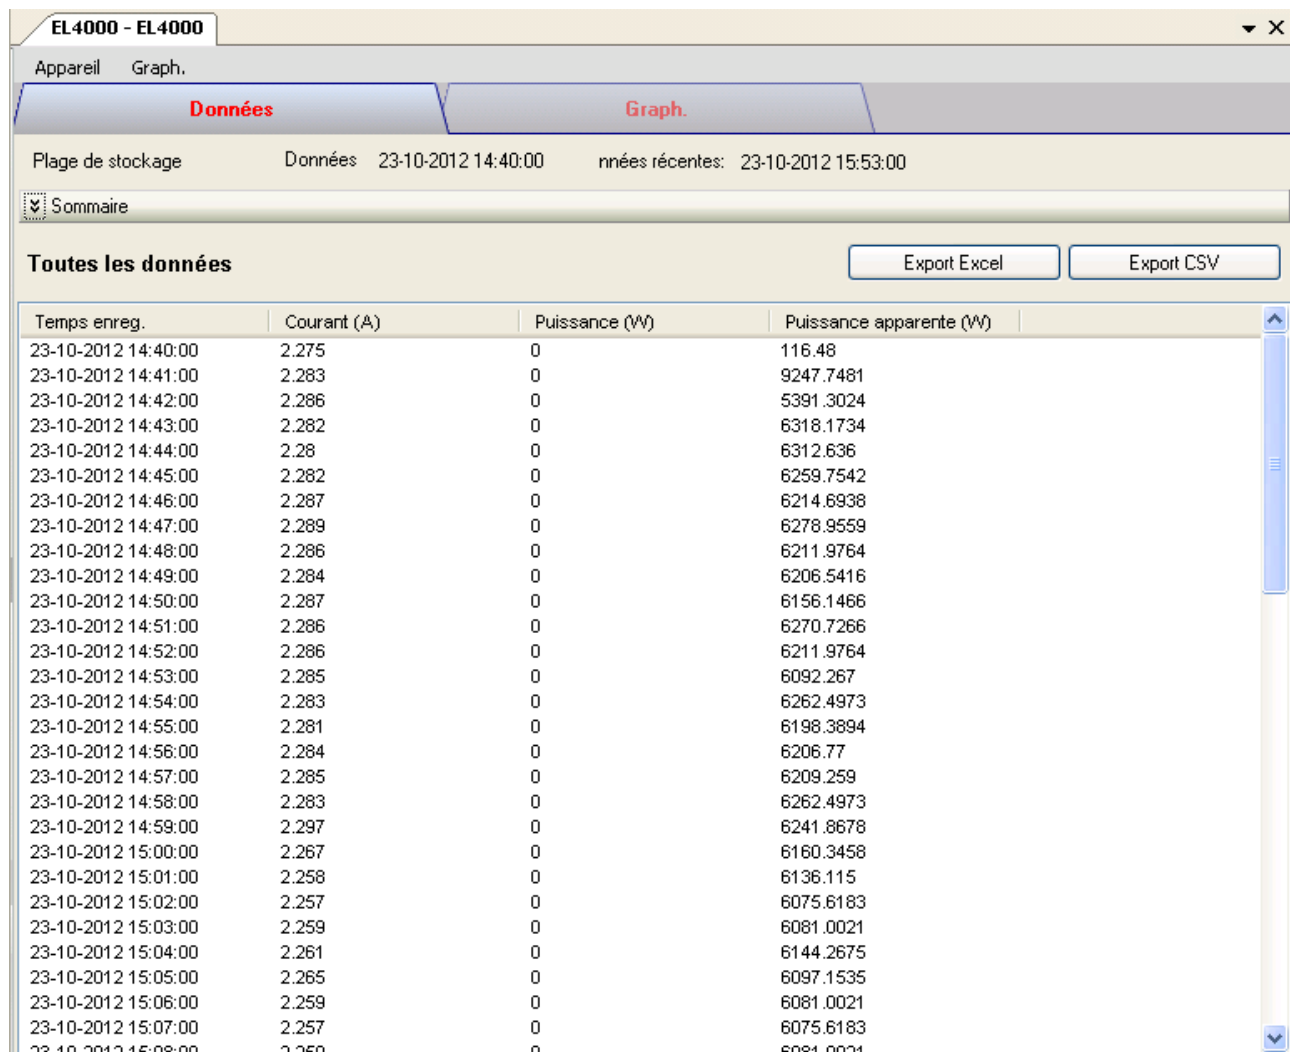 EL4000 - EL4000
Appareil Graph.
Données Graph.
Plage de stockage Données 23-10-2012 14:40:00 nnées récentes: 23-10-2012 15:53:00
Sommaire
Toutes les données Export Excel Export CSV
Temps enreg. Courant (A) Puissance (W) Puissance apparente (W)
23-10-2012 14:40:00 2.275 0 116.48
23-10-2012 14:41:00 2.283 0 9247.7481
23-10-2012 14:42:00 2.286 0 5391.3024
23-10-2012 14:43:00 2.282 0 6318.1734
23-10-2012 14:44:00 2.28 0 6312.636
23-10-2012 14:45:00 2.282 0 6259.7542
23-10-2012 14:46:00 2.287 0 6214.6938
23-10-2012 14:47:00 2.289 0 6278.9559
23-10-2012 14:48:00 2.286 0 6211.9764
23-10-2012 14:49:00 2.284 0 6206.5416
23-10-2012 14:50:00 2.287 0 6156.1466
23-10-2012 14:51:00 2.286 0 6270.7266
23-10-2012 14:52:00 2.286 0 6211.9764
23-10-2012 14:53:00 2.285 0 6092.267
23-10-2012 14:54:00 2.283 0 6262.4973
23-10-2012 14:55:00 2.281 0 6198.3894
23-10-2012 14:56:00 2.284 0 6206.77
23-10-2012 14:57:00 2.285 0 6209.259
23-10-2012 14:58:00 2.283 0 6262.4973
23-10-2012 14:59:00 2.297 0 6241.8678
23-10-2012 15:00:00 2.267 0 6160.3458
23-10-2012 15:01:00 2.258 0 6136.115
23-10-2012 15:02:00 2.257 0 6075.6183
23-10-2012 15:03:00 2.259 0 6081.0021
23-10-2012 15:04:00 2.261 0 6144.2675
23-10-2012 15:05:00 2.265 0 6097.1535
23-10-2012 15:06:00 2.259 0 6081.0021
23-10-2012 15:07:00 2.257 0 6075.6183
23-10-2012 15:08:00 2.259 0 6081.0021